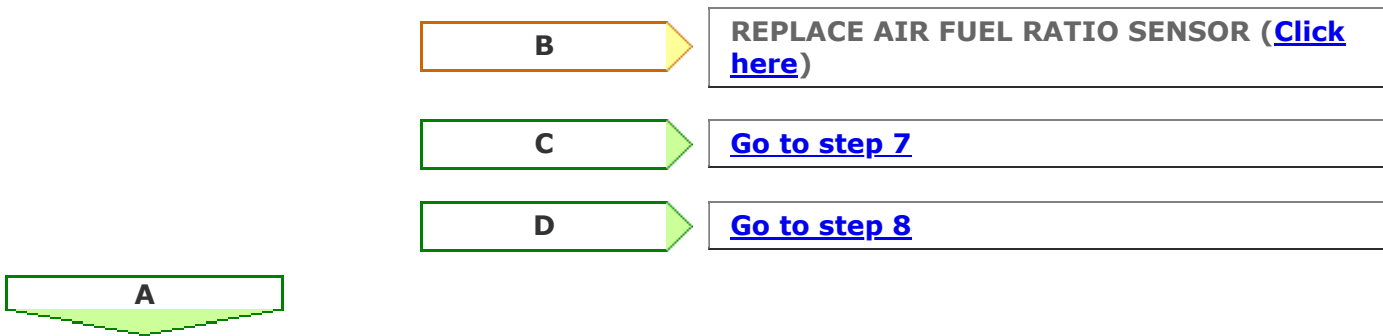 B
REPLACE AIR FUEL RATIO SENSOR (Click
here)
C
Go to step 7
D
Go to step 8
A